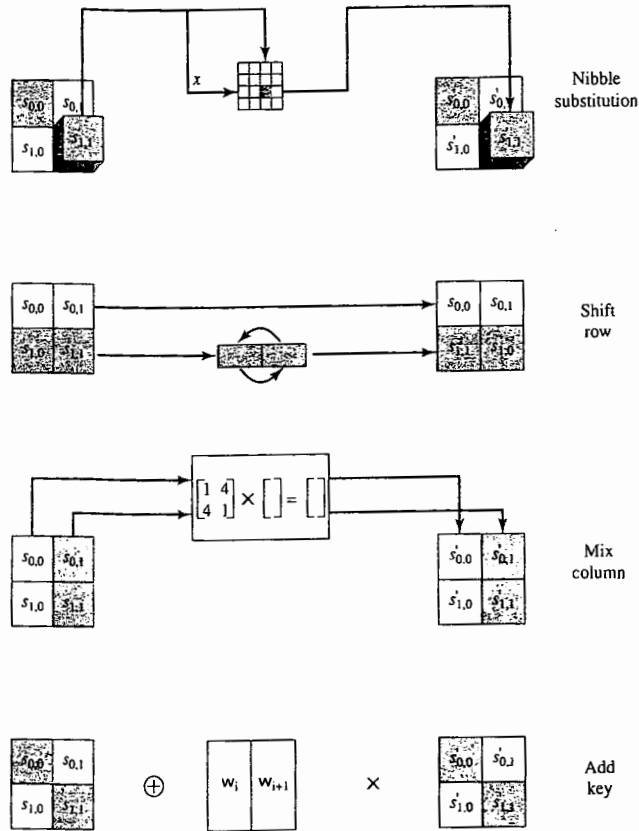 x
Nibble
substitution
s0,0 s0,1
s1,0 s1,1
s0,0 s'0,1
s'1,0 s1,1
s0,0 s0,1
s1,0 s1,1
s0,0 s0,1
s1,1 s1,0
Shift
row
[1 4
4 1] × [ ] = [ ]
s0,0 s0,1
s1,0 s1,1
s'0,0 s'0,1
s'1,0 s'1,1
Mix
column
s0,0 s0,1
s1,0 s1,1
⊕
wi wi+1
×
s'0,0 s'0,1
s'1,0 s'1,1
Add
key